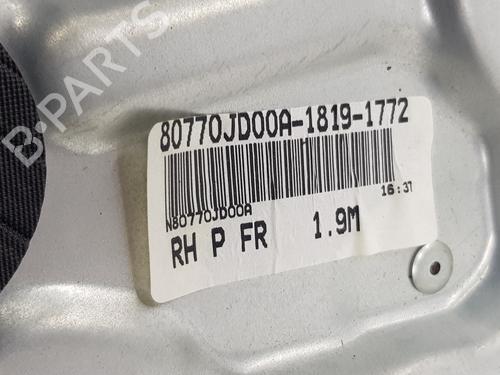 B-PARTS
80770JD00A-1819-1772
N80770JD00A 16:37
RH P FR 1.9M